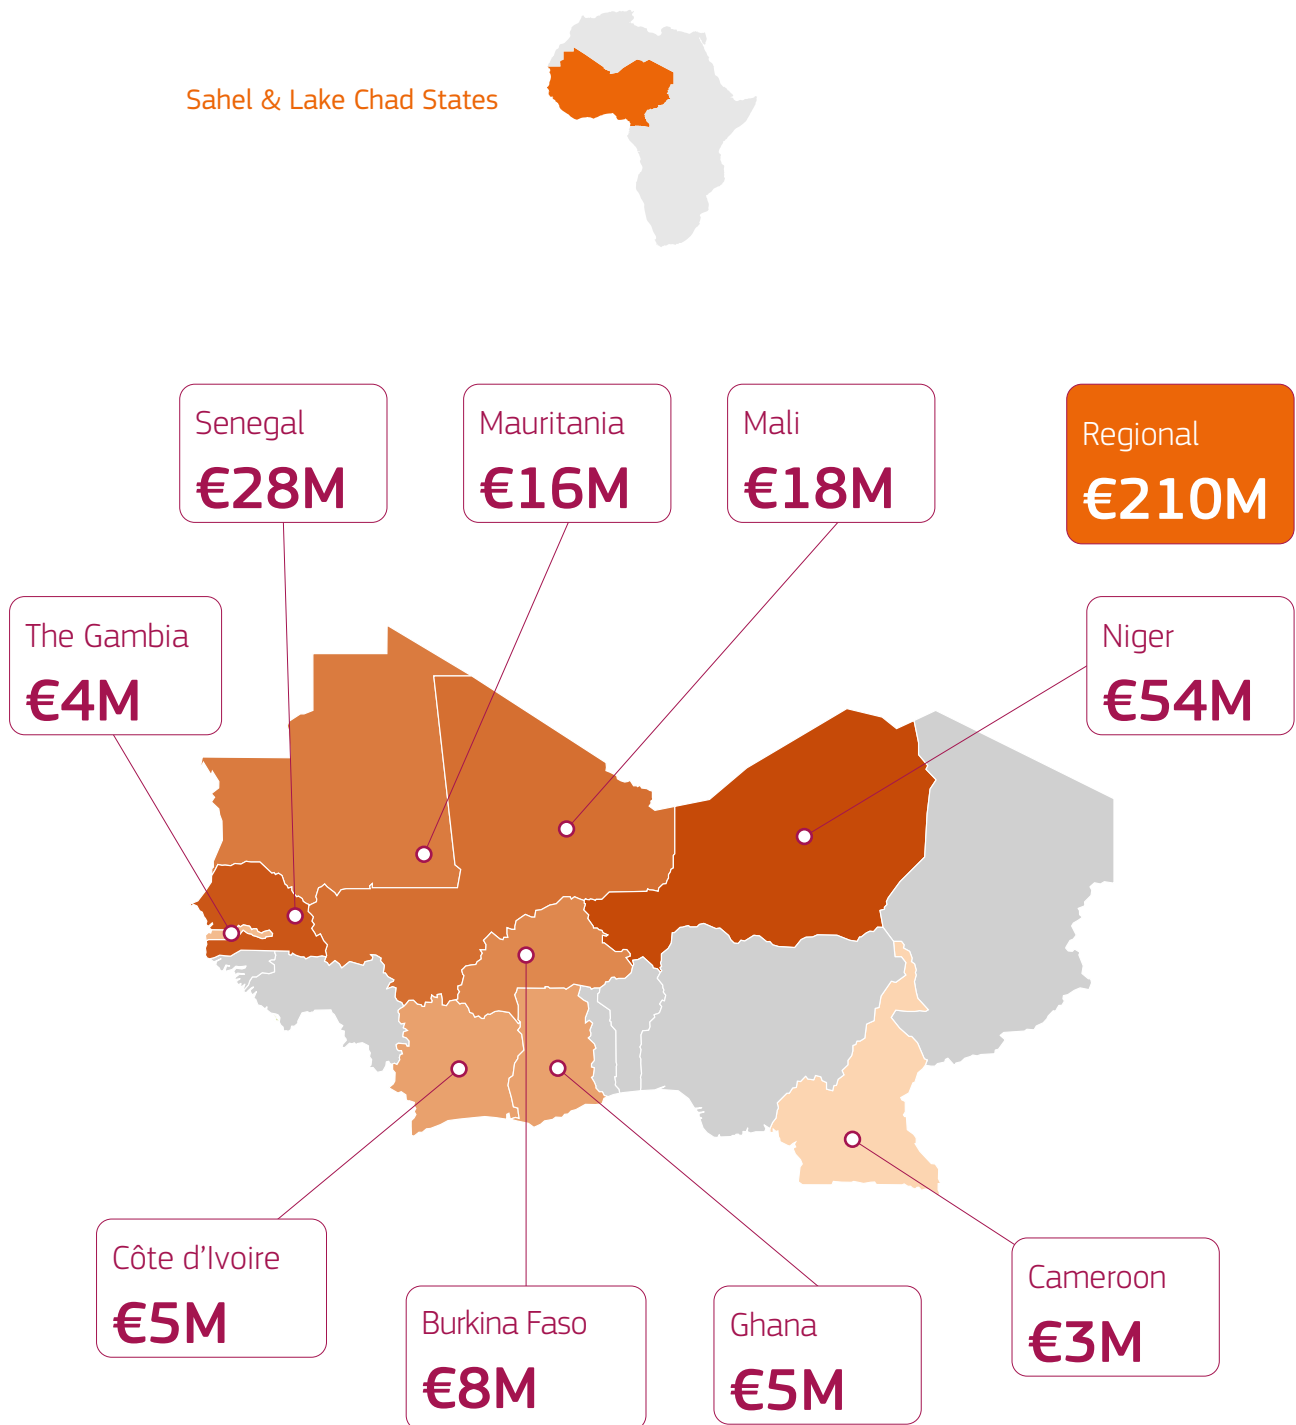 Sahel & Lake Chad States
Senegal
€28M
Mauritania
€16M
Mali
€18M
Regional
€210M
The Gambia
€4M
Niger
€54M
Côte d’Ivoire
€5M
Burkina Faso
€8M
Ghana
€5M
Cameroon
€3M